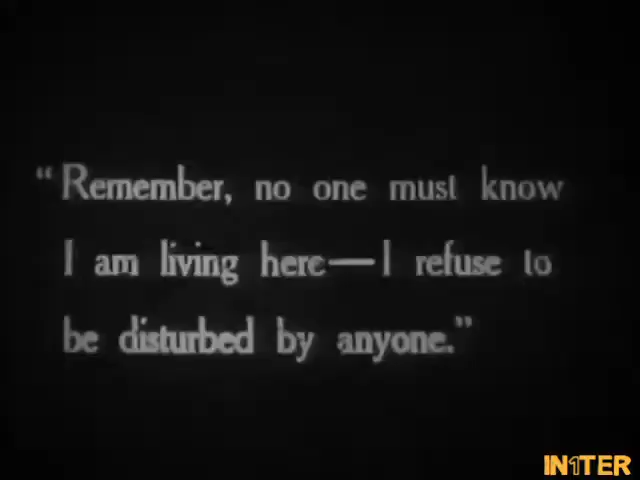 “Remember, no one must know
I am living here—I refuse to
be disturbed by anyone.”
IN1TER